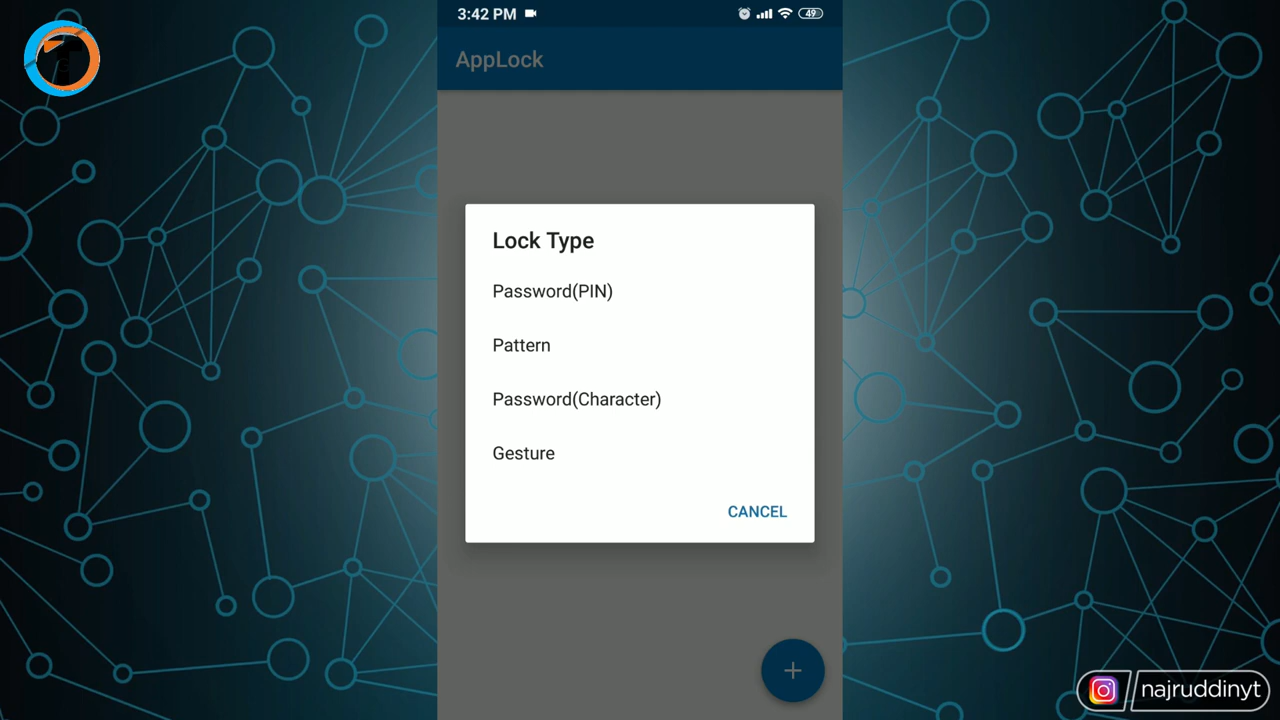 3:42 PM
49
AppLock
Lock Type
Password(PIN)
Pattern
Password(Character)
Gesture
CANCEL
najruddinyt